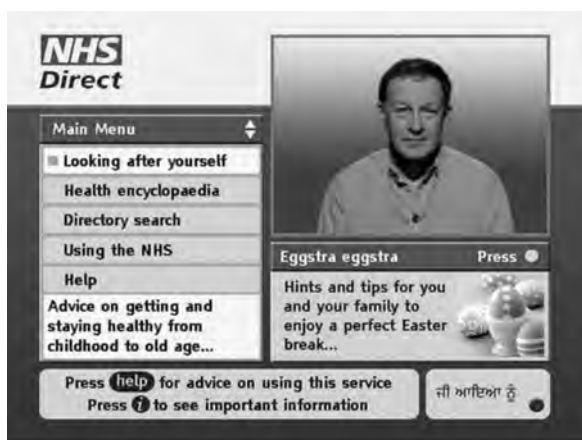 NHS
Direct
Main Menu
Looking after yourself
Health encyclopaedia
Directory search
Using the NHS
Help
Advice on getting and
staying healthy from
childhood to old age...
Eggstra eggstra Press
Hints and tips for you
and your family to
enjoy a perfect Easter
break...
Press help for advice on using this service
Press i to see important information
ਜੀ ਆਇਆ ਨੂੰ